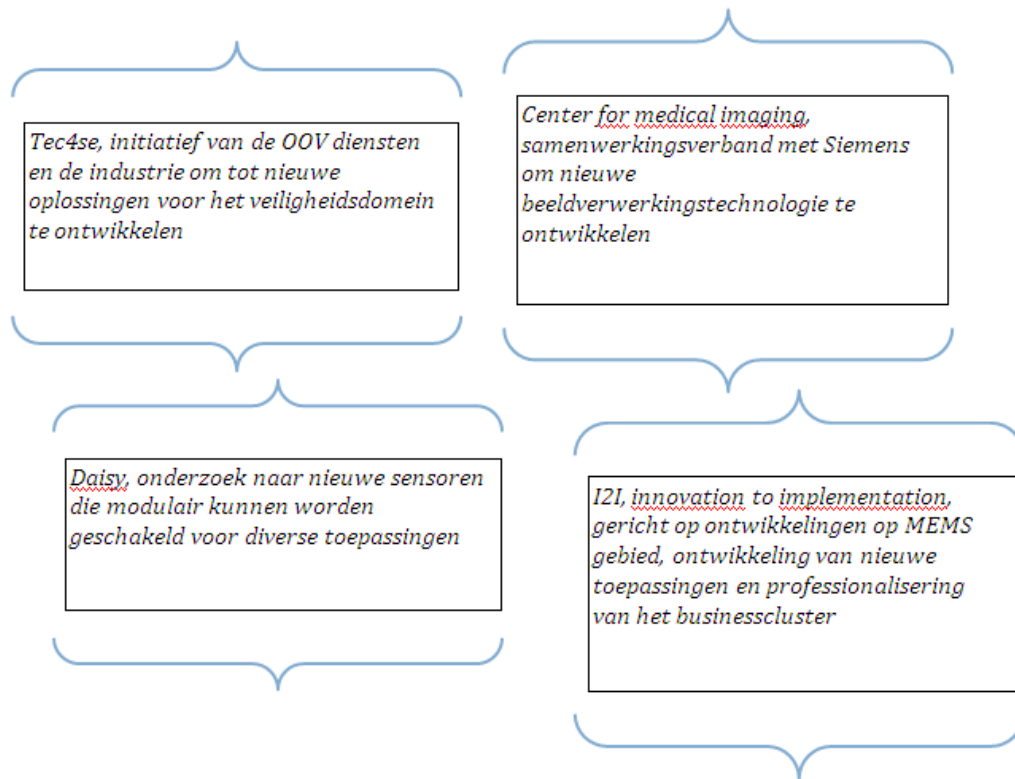 Tec4se, initiatief van de OOV diensten
en de industrie om tot nieuwe
oplossingen voor het veiligheidsdomein
te ontwikkelen
Center for medical imaging,
samenwerkingsverband met Siemens
om nieuwe
beeldverwerkingstechnologie te
ontwikkelen
Daisy, onderzoek naar nieuwe sensoren
die modulair kunnen worden
geschakeld voor diverse toepassingen
I2I, innovation to implementation,
gericht op ontwikkelingen op MEMS
gebied, ontwikkeling van nieuwe
toepassingen en professionalisering
van het businesscluster